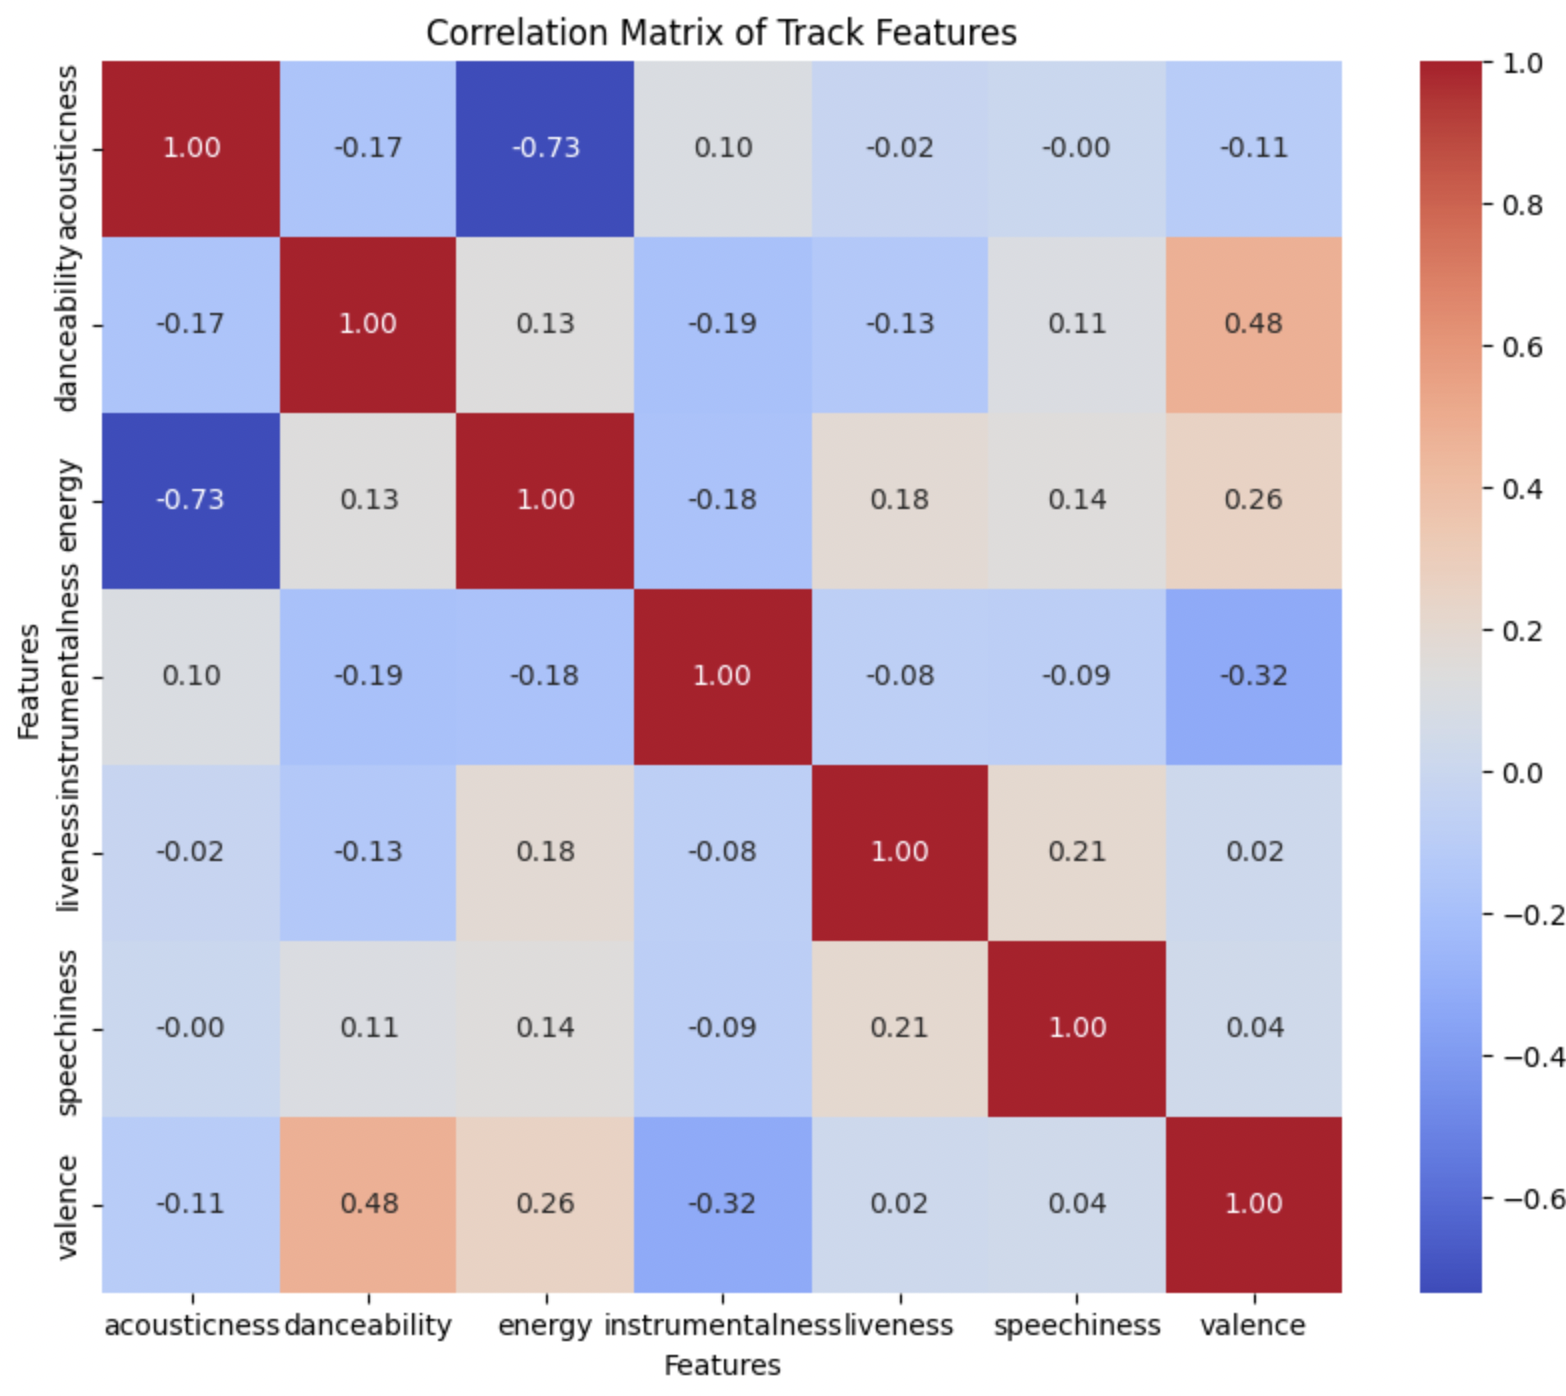 Correlation Matrix of Track Features
acousticness 1.00 -0.17 -0.73 0.10 -0.02 -0.00 -0.11
danceability -0.17 1.00 0.13 -0.19 -0.13 0.11 0.48
energy -0.73 0.13 1.00 -0.18 0.18 0.14 0.26
instrumentalness 0.10 -0.19 -0.18 1.00 -0.08 -0.09 -0.32
liveness -0.02 -0.13 0.18 -0.08 1.00 0.21 0.02
speechiness -0.00 0.11 0.14 -0.09 0.21 1.00 0.04
valence -0.11 0.48 0.26 -0.32 0.02 0.04 1.00
Features
acousticness danceability energy instrumentalness liveness speechiness valence
Features
1.0
0.8
0.6
0.4
0.2
0.0
−0.2
−0.4
−0.6